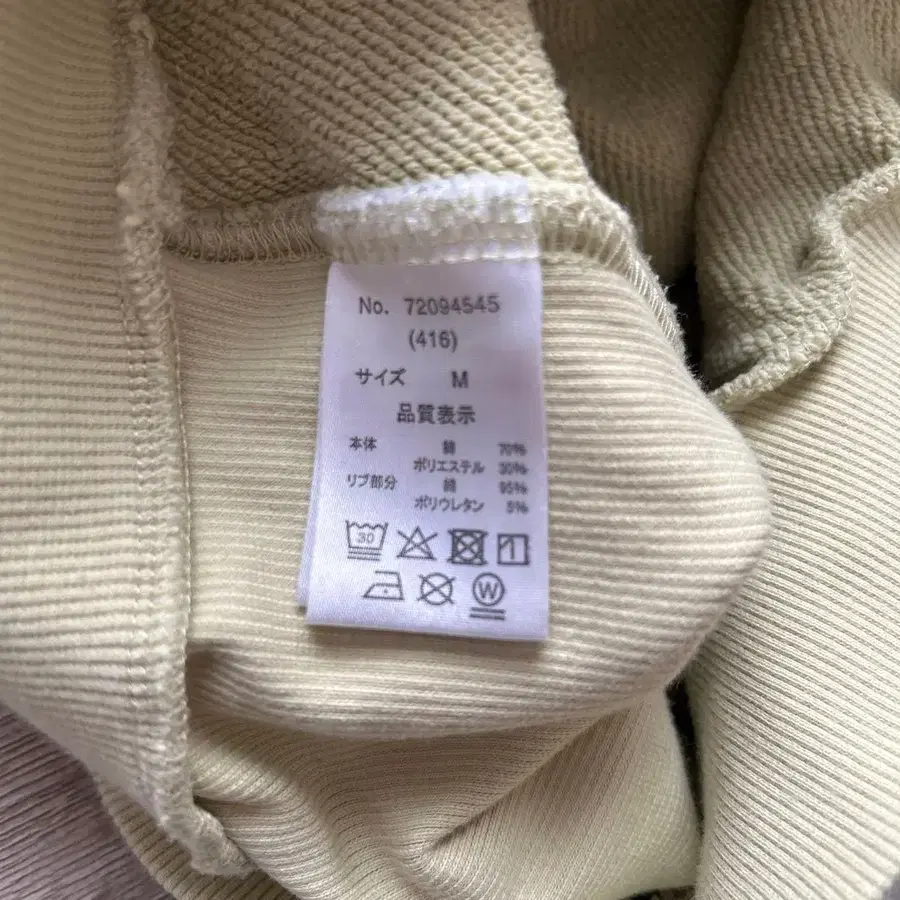 No. 72094545
(416)
サイズ M
品質表示
本体 綿 70%
ポリエステル 30%
リブ部分 綿 95%
ポリウレタン 5%
30
W